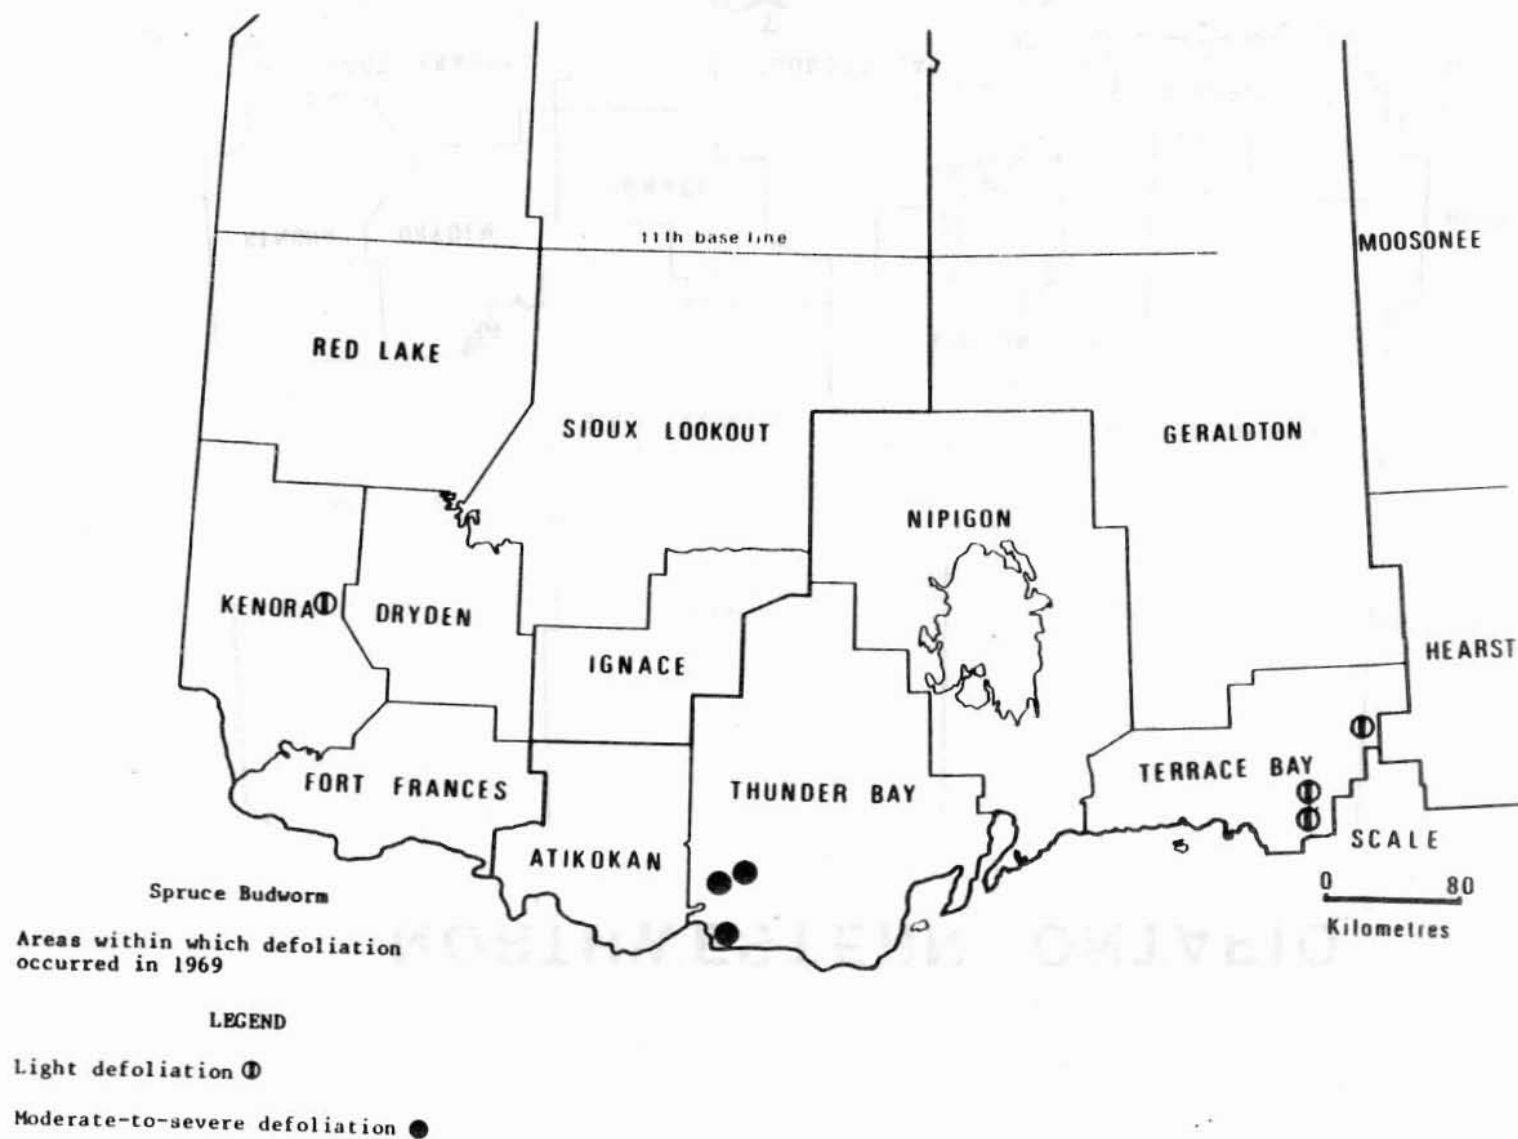 11th base line
MOOSONEE
RED LAKE
SIOUX LOOKOUT
GERALDTON
NIPIGON
KENORA
DRYDEN
IGNACE
HEARST
FORT FRANCES
THUNDER BAY
TERRACE BAY
ATIKOKAN
SCALE
0 80
Kilometres
Spruce Budworm
Areas within which defoliation
occurred in 1969
LEGEND
Light defoliation
Moderate-to-severe defoliation
NORTHWESTERN ONTARIO